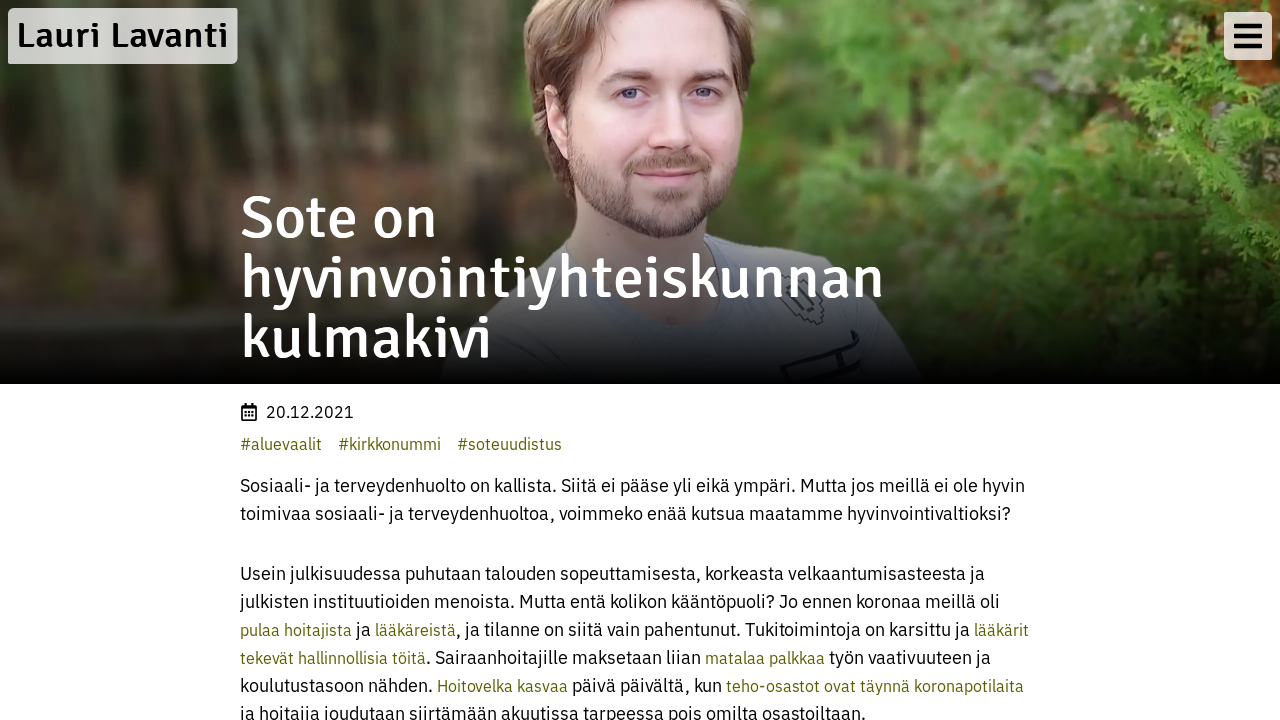 Lauri Lavanti
Sote on
hyvinvointiyhteiskunnan
kulmakivi
20.12.2021
#aluevaalit #kirkkonummi #soteuudistus
Sosiaali- ja terveydenhuolto on kallista. Siitä ei pääse yli eikä ympäri. Mutta jos meillä ei ole hyvin
toimivaa sosiaali- ja terveydenhuoltoa, voimmeko enää kutsua maatamme hyvinvointivaltioksi?
Usein julkisuudessa puhutaan talouden sopeuttamisesta, korkeasta velkaantumisasteesta ja
julkisten instituutioiden menoista. Mutta entä kolikon kääntöpuoli? Jo ennen koronaa meillä oli
pulaa hoitajista ja lääkäreistä, ja tilanne on siitä vain pahentunut. Tukitoimintoja on karsittu ja lääkärit
tekevät hallinnollisia töitä. Sairaanhoitajille maksetaan liian matalaa palkkaa työn vaativuuteen ja
koulutustasoon nähden. Hoitovelka kasvaa päivä päivältä, kun teho-osastot ovat täynnä koronapotilaita
ja hoitajia joudutaan siirtämään akuutissa tarpeessa pois omilta osastoiltaan.